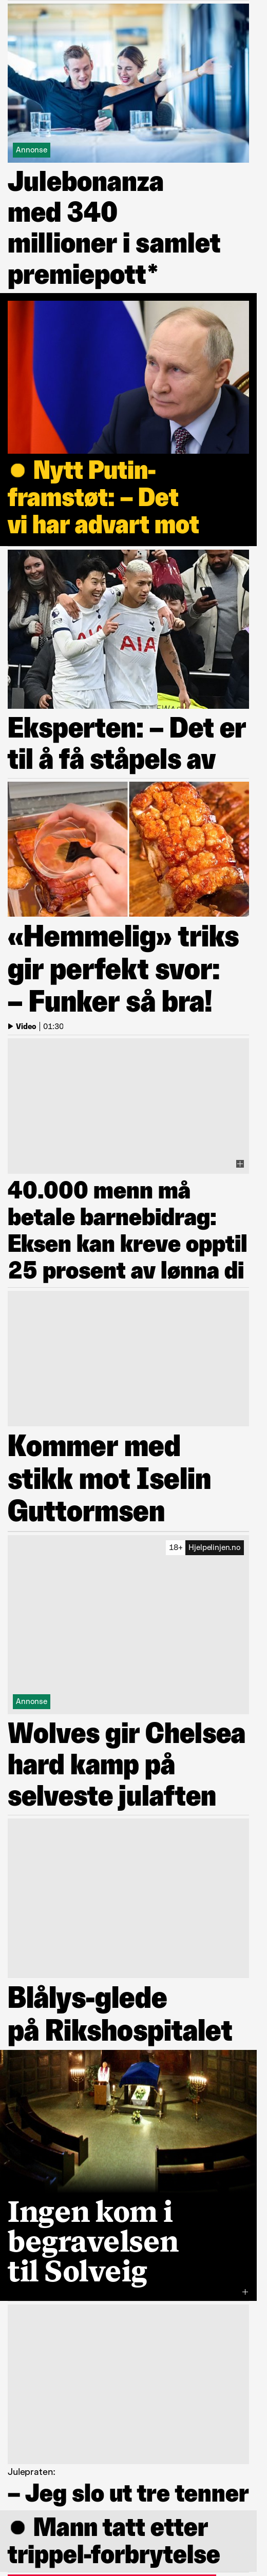 Annonse
Julebonanza
med 340
millioner i samlet
premiepott*
● Nytt Putin-
framstøt: – Det
vi har advart mot
AIA
AIA
Eksperten: – Det er
til å få ståpels av
«Hemmelig» triks
gir perfekt svor:
– Funker så bra!
Video | 01:30
40.000 menn må
betale barnebidrag:
Eksen kan kreve opptil
25 prosent av lønna di
Kommer med
stikk mot Iselin
Guttormsen
18+ Hjelpelinjen.no
Annonse
Wolves gir Chelsea
hard kamp på
selveste julaften
Blålys-glede
på Rikshospitalet
Ingen kom i
begravelsen
til Solveig
+
Julepraten:
– Jeg slo ut tre tenner
● Mann tatt etter
trippel-forbrytelse